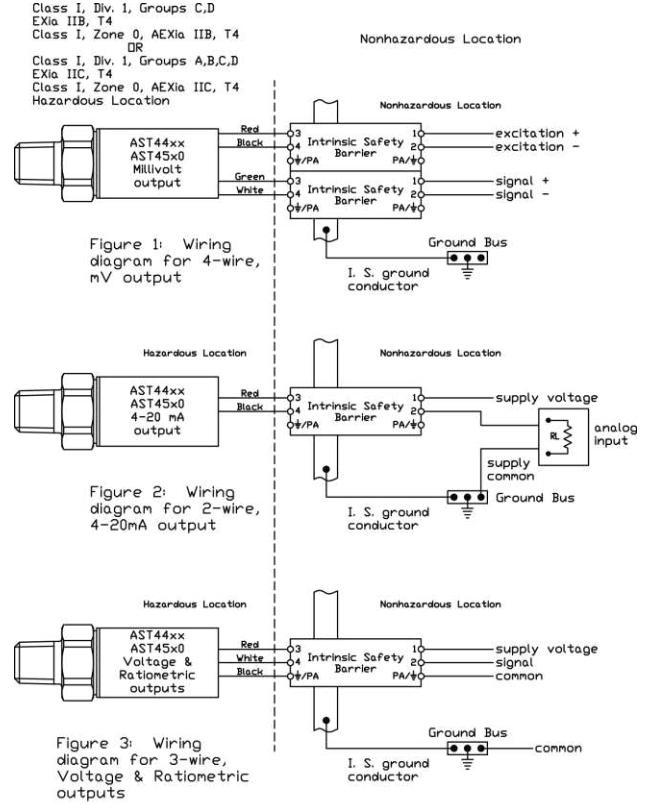 Class I, Div. 1, Groups C,D
EXia IIB, T4
Class I, Zone 0, AEXia IIB, T4
OR
Class I, Div. 1, Groups A,B,C,D
EXia IIC, T4
Class I, Zone 0, AEXia IIC, T4
Hazardous Location
Nonhazardous Location
Nonhazardous Location
AST44xx
AST45x0
Millivolt
output
Red
Black
Green
White
3
4
/PA
Intrinsic Safety
Barrier
1
2
PA/
excitation +
excitation -
3
4
/PA
Intrinsic Safety
Barrier
1
2
PA/
signal +
signal -
Ground Bus
I. S. ground
conductor
Figure 1: Wiring
diagram for 4-wire,
mV output
Hazardous Location
Nonhazardous Location
AST44xx
AST45x0
4-20 mA
output
Red
Black
3
4
/PA
Intrinsic Safety
Barrier
1
2
PA/
supply voltage
RL
analog
input
supply
common
Ground Bus
I. S. ground
conductor
Figure 2: Wiring
diagram for 2-wire,
4-20mA output
Hazardous Location
Nonhazardous Location
AST44xx
AST45x0
Voltage &
Ratiometric
outputs
Red
White
Black
3
4
/PA
Intrinsic Safety
Barrier
1
2
PA/
supply voltage
signal
common
Ground Bus
common
I. S. ground
conductor
Figure 3: Wiring
diagram for 3-wire,
Voltage & Ratiometric
outputs